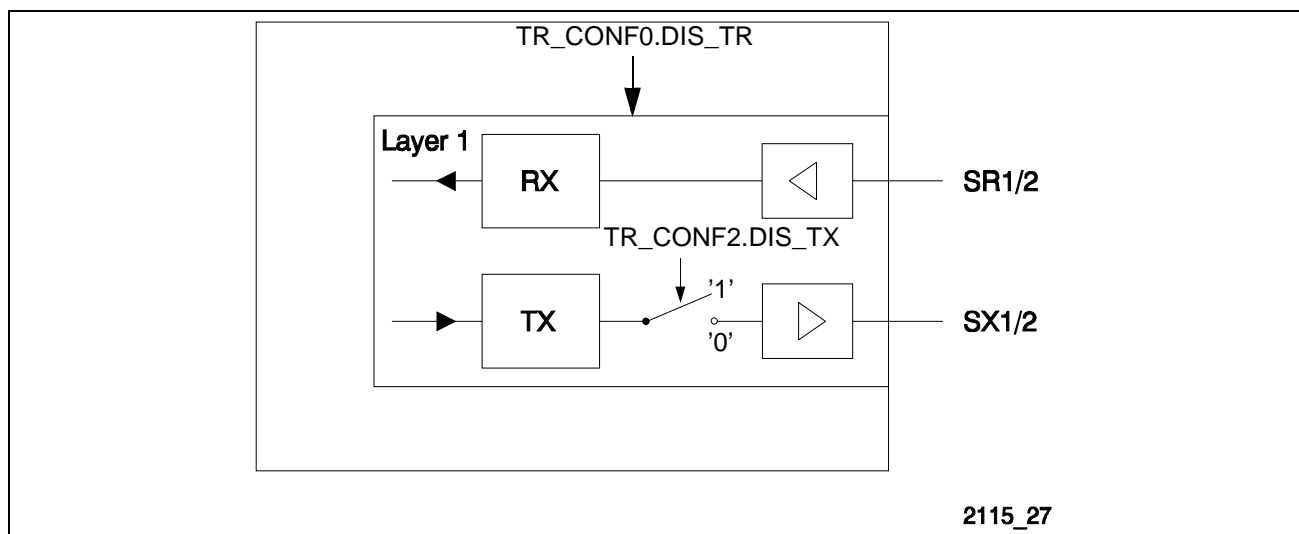 TR_CONF0.DIS_TR
Layer 1
RX
SR1/2
TR_CONF2.DIS_TX
TX
’1’
’0’
SX1/2
2115_27